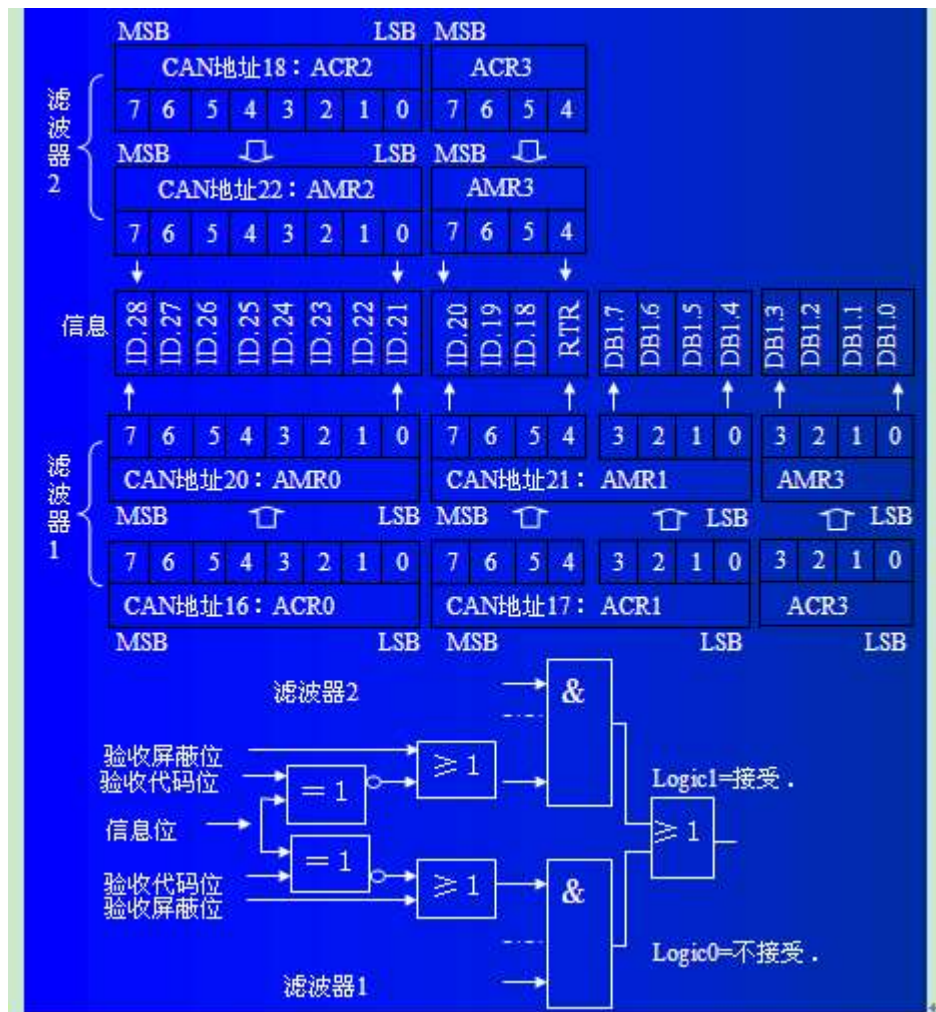 MSB LSB MSB
CAN地址18：ACR2 ACR3
7 6 5 4 3 2 1 0 7 6 5 4
滤波器2
MSB LSB MSB
CAN地址22：AMR2 AMR3
7 6 5 4 3 2 1 0 7 6 5 4
信息 ID.28 ID.27 ID.26 ID.25 ID.24 ID.23 ID.22 ID.21 ID.20 ID.19 ID.18 RTR DB1.7 DB1.6 DB1.5 DB1.4 DB1.3 DB1.2 DB1.1 DB1.0
7 6 5 4 3 2 1 0 7 6 5 4 3 2 1 0 3 2 1 0
滤波器1
CAN地址20：AMR0 CAN地址21：AMR1 AMR3
MSB LSB MSB LSB LSB
7 6 5 4 3 2 1 0 7 6 5 4 3 2 1 0 3 2 1 0
CAN地址16：ACR0 CAN地址17：ACR1 ACR3
MSB LSB MSB LSB LSB
滤波器2 &
验收屏蔽位 ≥1
验收代码位 =1 Logic1=接受．
信息位 ≥1
=1
验收代码位 ≥1 &
验收屏蔽位
Logic0=不接受．
滤波器1